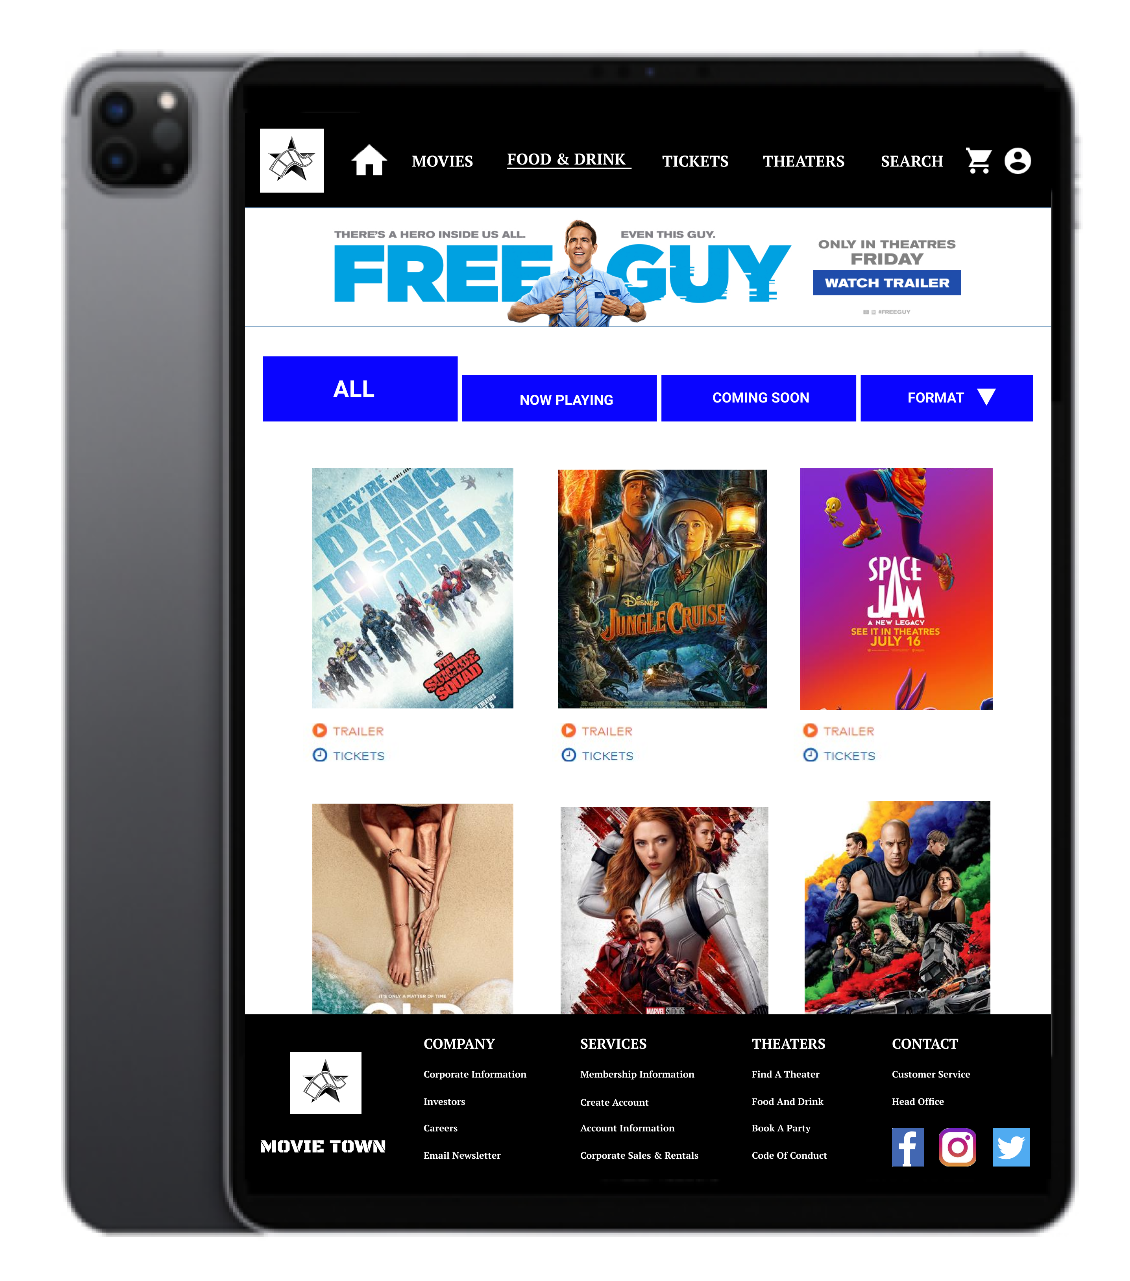 MOVIES FOOD & DRINK TICKETS THEATERS SEARCH
THERE'S A HERO INSIDE US ALL. EVEN THIS GUY.
FREE GUY
ONLY IN THEATRES
FRIDAY
WATCH TRAILER
#FREEGUY
ALL
NOW PLAYING
COMING SOON
FORMAT
THEY'RE
DYING
TO SAVE
THE WORLD
THE
SUICIDE
SQUAD
DISNEY
JUNGLE CRUISE
SPACE
JAM
A NEW LEGACY
SEE IT IN THEATRES
JULY 16
TRAILER
TICKETS
TRAILER
TICKETS
TRAILER
TICKETS
IT'S ONLY A MATTER OF TIME
OLD
MARVEL STUDIOS
MOVIE TOWN
COMPANY
Corporate Information
Investors
Careers
Email Newsletter
SERVICES
Membership Information
Create Account
Account Information
Corporate Sales & Rentals
THEATERS
Find A Theater
Food And Drink
Book A Party
Code Of Conduct
CONTACT
Customer Service
Head Office